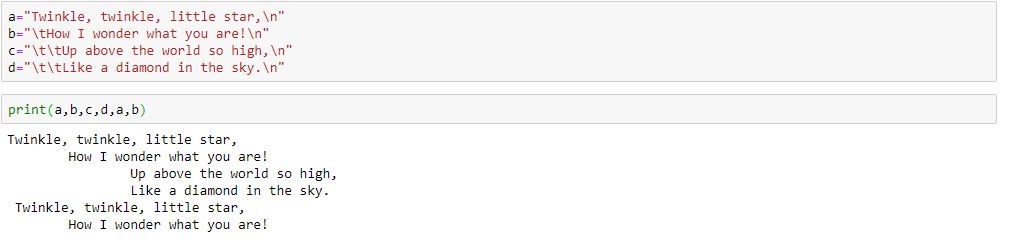 a="Twinkle, twinkle, little star,\n"
b="\tHow I wonder what you are!\n"
c="\t\tUp above the world so high,\n"
d="\t\tLike a diamond in the sky.\n"
print(a,b,c,d,a,b)
Twinkle, twinkle, little star,
        How I wonder what you are!
                Up above the world so high,
                Like a diamond in the sky.
 Twinkle, twinkle, little star,
        How I wonder what you are!